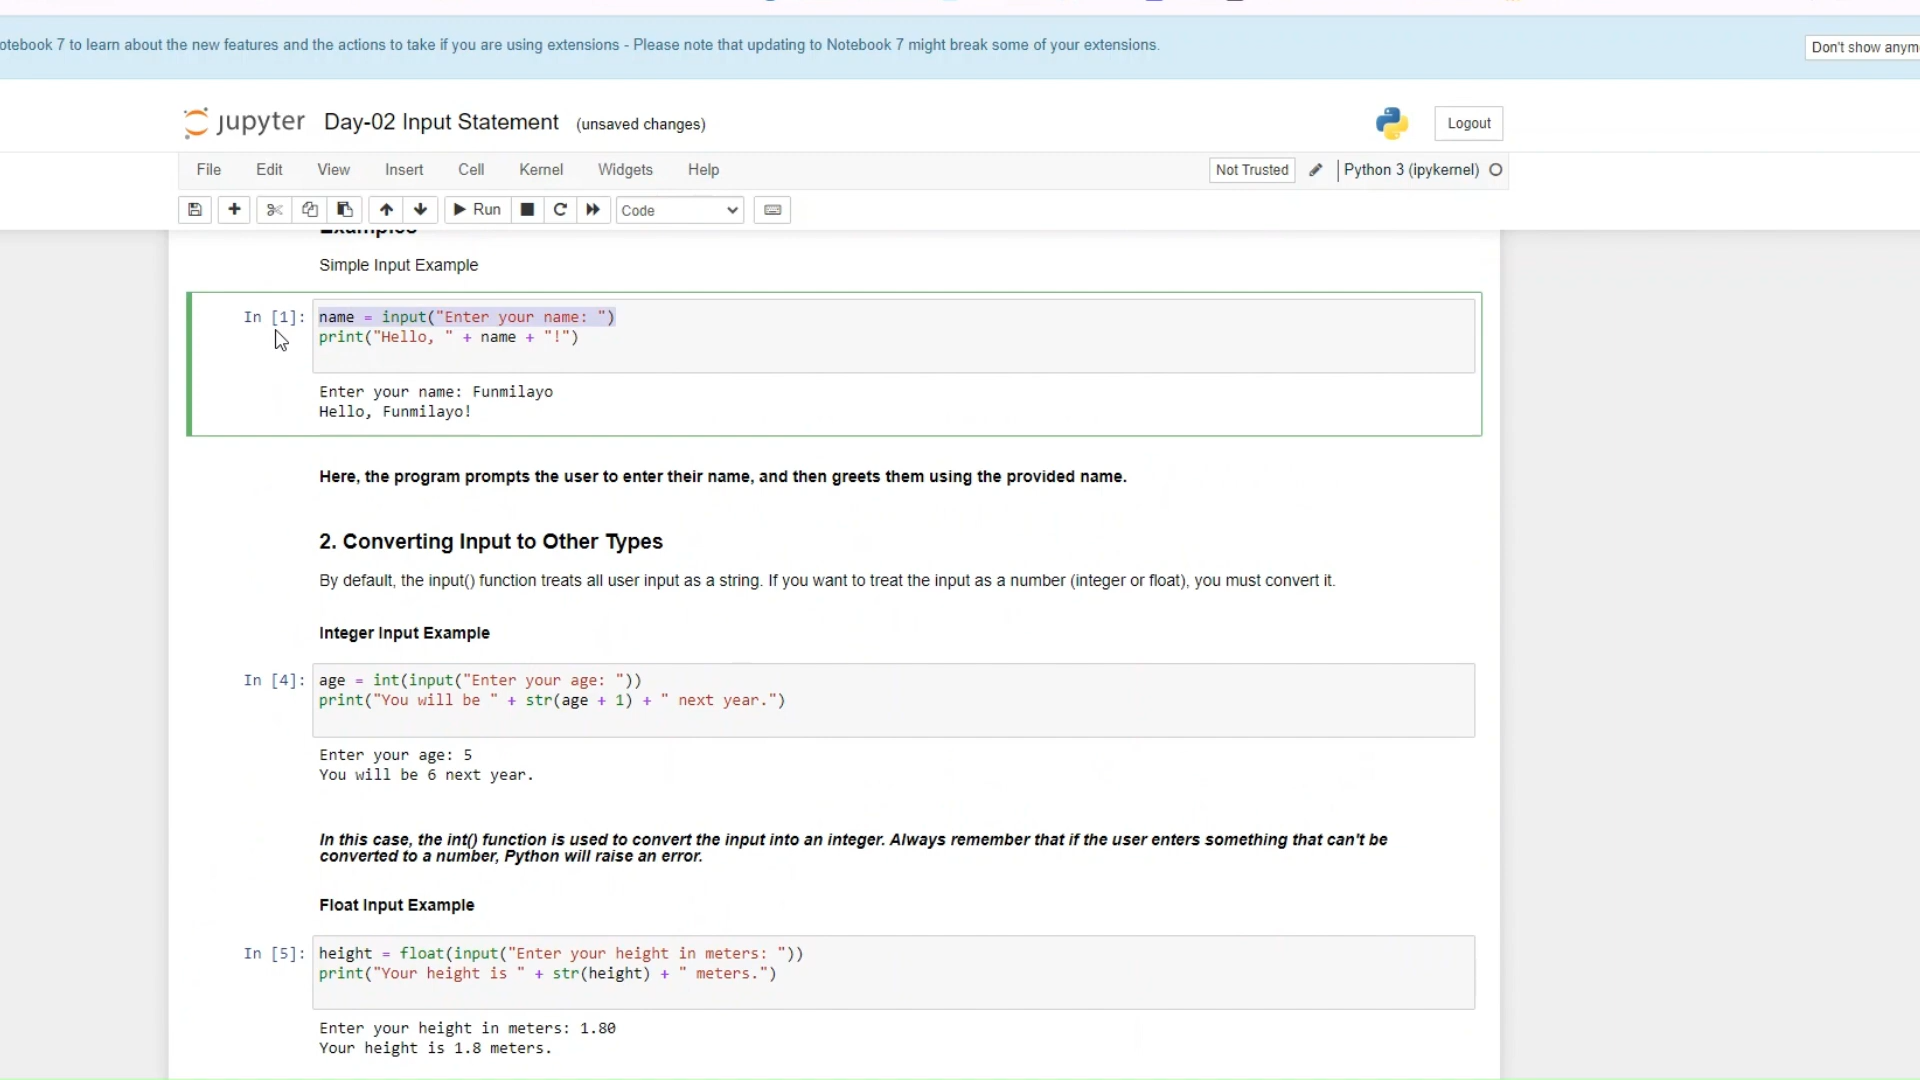 otebook 7 to learn about the new features and the actions to take if you are using extensions - Please note that updating to Notebook 7 might break some of your extensions.
Don't show anym
jupyter Day-02 Input Statement (unsaved changes)
Logout
File Edit View Insert Cell Kernel Widgets Help
Not Trusted Python 3 (ipykernel)
Run Code
Examples
Simple Input Example
In [1]: name = input("Enter your name: ")
print("Hello, " + name + "!")
Enter your name: Funmilayo
Hello, Funmilayo!
Here, the program prompts the user to enter their name, and then greets them using the provided name.
2. Converting Input to Other Types
By default, the input() function treats all user input as a string. If you want to treat the input as a number (integer or float), you must convert it.
Integer Input Example
In [4]: age = int(input("Enter your age: "))
print("You will be " + str(age + 1) + " next year.")
Enter your age: 5
You will be 6 next year.
In this case, the int() function is used to convert the input into an integer. Always remember that if the user enters something that can't be
converted to a number, Python will raise an error.
Float Input Example
In [5]: height = float(input("Enter your height in meters: "))
print("Your height is " + str(height) + " meters.")
Enter your height in meters: 1.80
Your height is 1.8 meters.